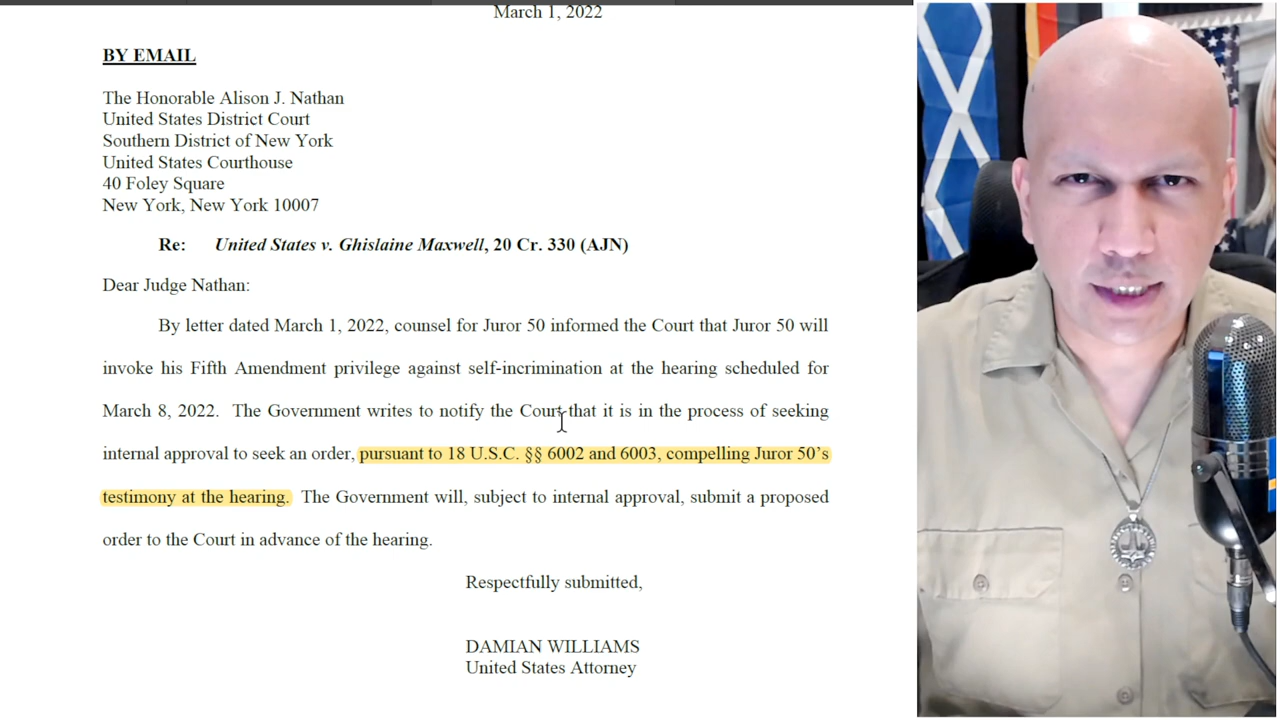 March 1, 2022
BY EMAIL
The Honorable Alison J. Nathan
United States District Court
Southern District of New York
United States Courthouse
40 Foley Square
New York, New York 10007
Re: United States v. Ghislaine Maxwell, 20 Cr. 330 (AJN)
Dear Judge Nathan:
By letter dated March 1, 2022, counsel for Juror 50 informed the Court that Juror 50 will
invoke his Fifth Amendment privilege against self-incrimination at the hearing scheduled for
March 8, 2022. The Government writes to notify the Court that it is in the process of seeking
internal approval to seek an order, pursuant to 18 U.S.C. §§ 6002 and 6003, compelling Juror 50's
testimony at the hearing. The Government will, subject to internal approval, submit a proposed
order to the Court in advance of the hearing.
Respectfully submitted,
DAMIAN WILLIAMS
United States Attorney